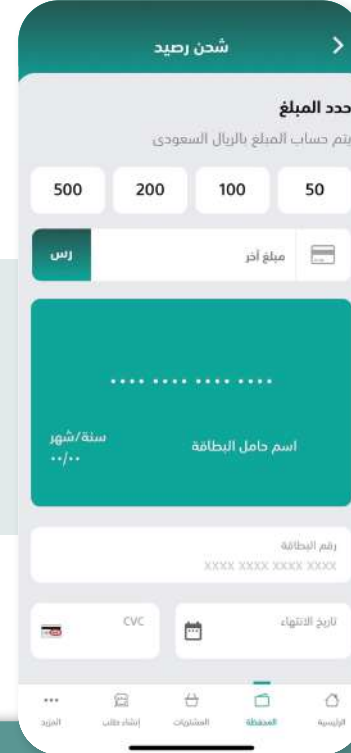 شحن رصيد
حدد المبلغ
يتم حساب المبلغ بالريال السعودي
50 100 200 500
مبلغ آخر رس
•••• •••• •••• ••••
اسم حامل البطاقة سنة/شهر
••/••
رقم البطاقة
XXXX XXXX XXXX XXXX
تاريخ الانتهاء CVC
الرئيسية المحفظة المشتريات إنشاء طلب المزيد